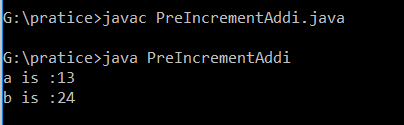 G:\pratice>javac PreIncrementAddi.java
G:\pratice>java PreIncrementAddi
a is :13
b is :24